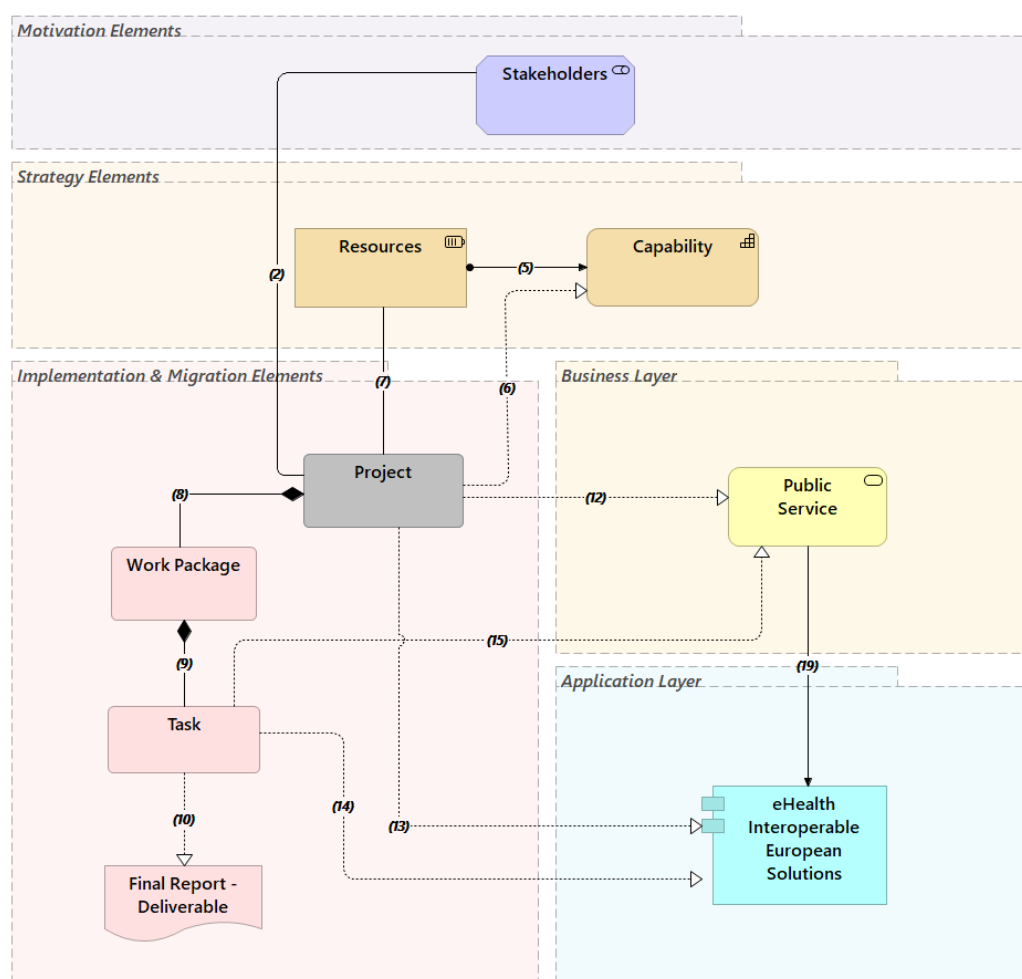 Motivation Elements
Stakeholders
Strategy Elements
Resources
Capability
(2)
(5)
Implementation & Migration Elements
Business Layer
(7)
(6)
Project
Public
Service
(8)
(12)
Work Package
(15)
(9)
(19)
Application Layer
Task
(14)
(10)
(13)
eHealth
Interoperable
European
Solutions
Final Report -
Deliverable